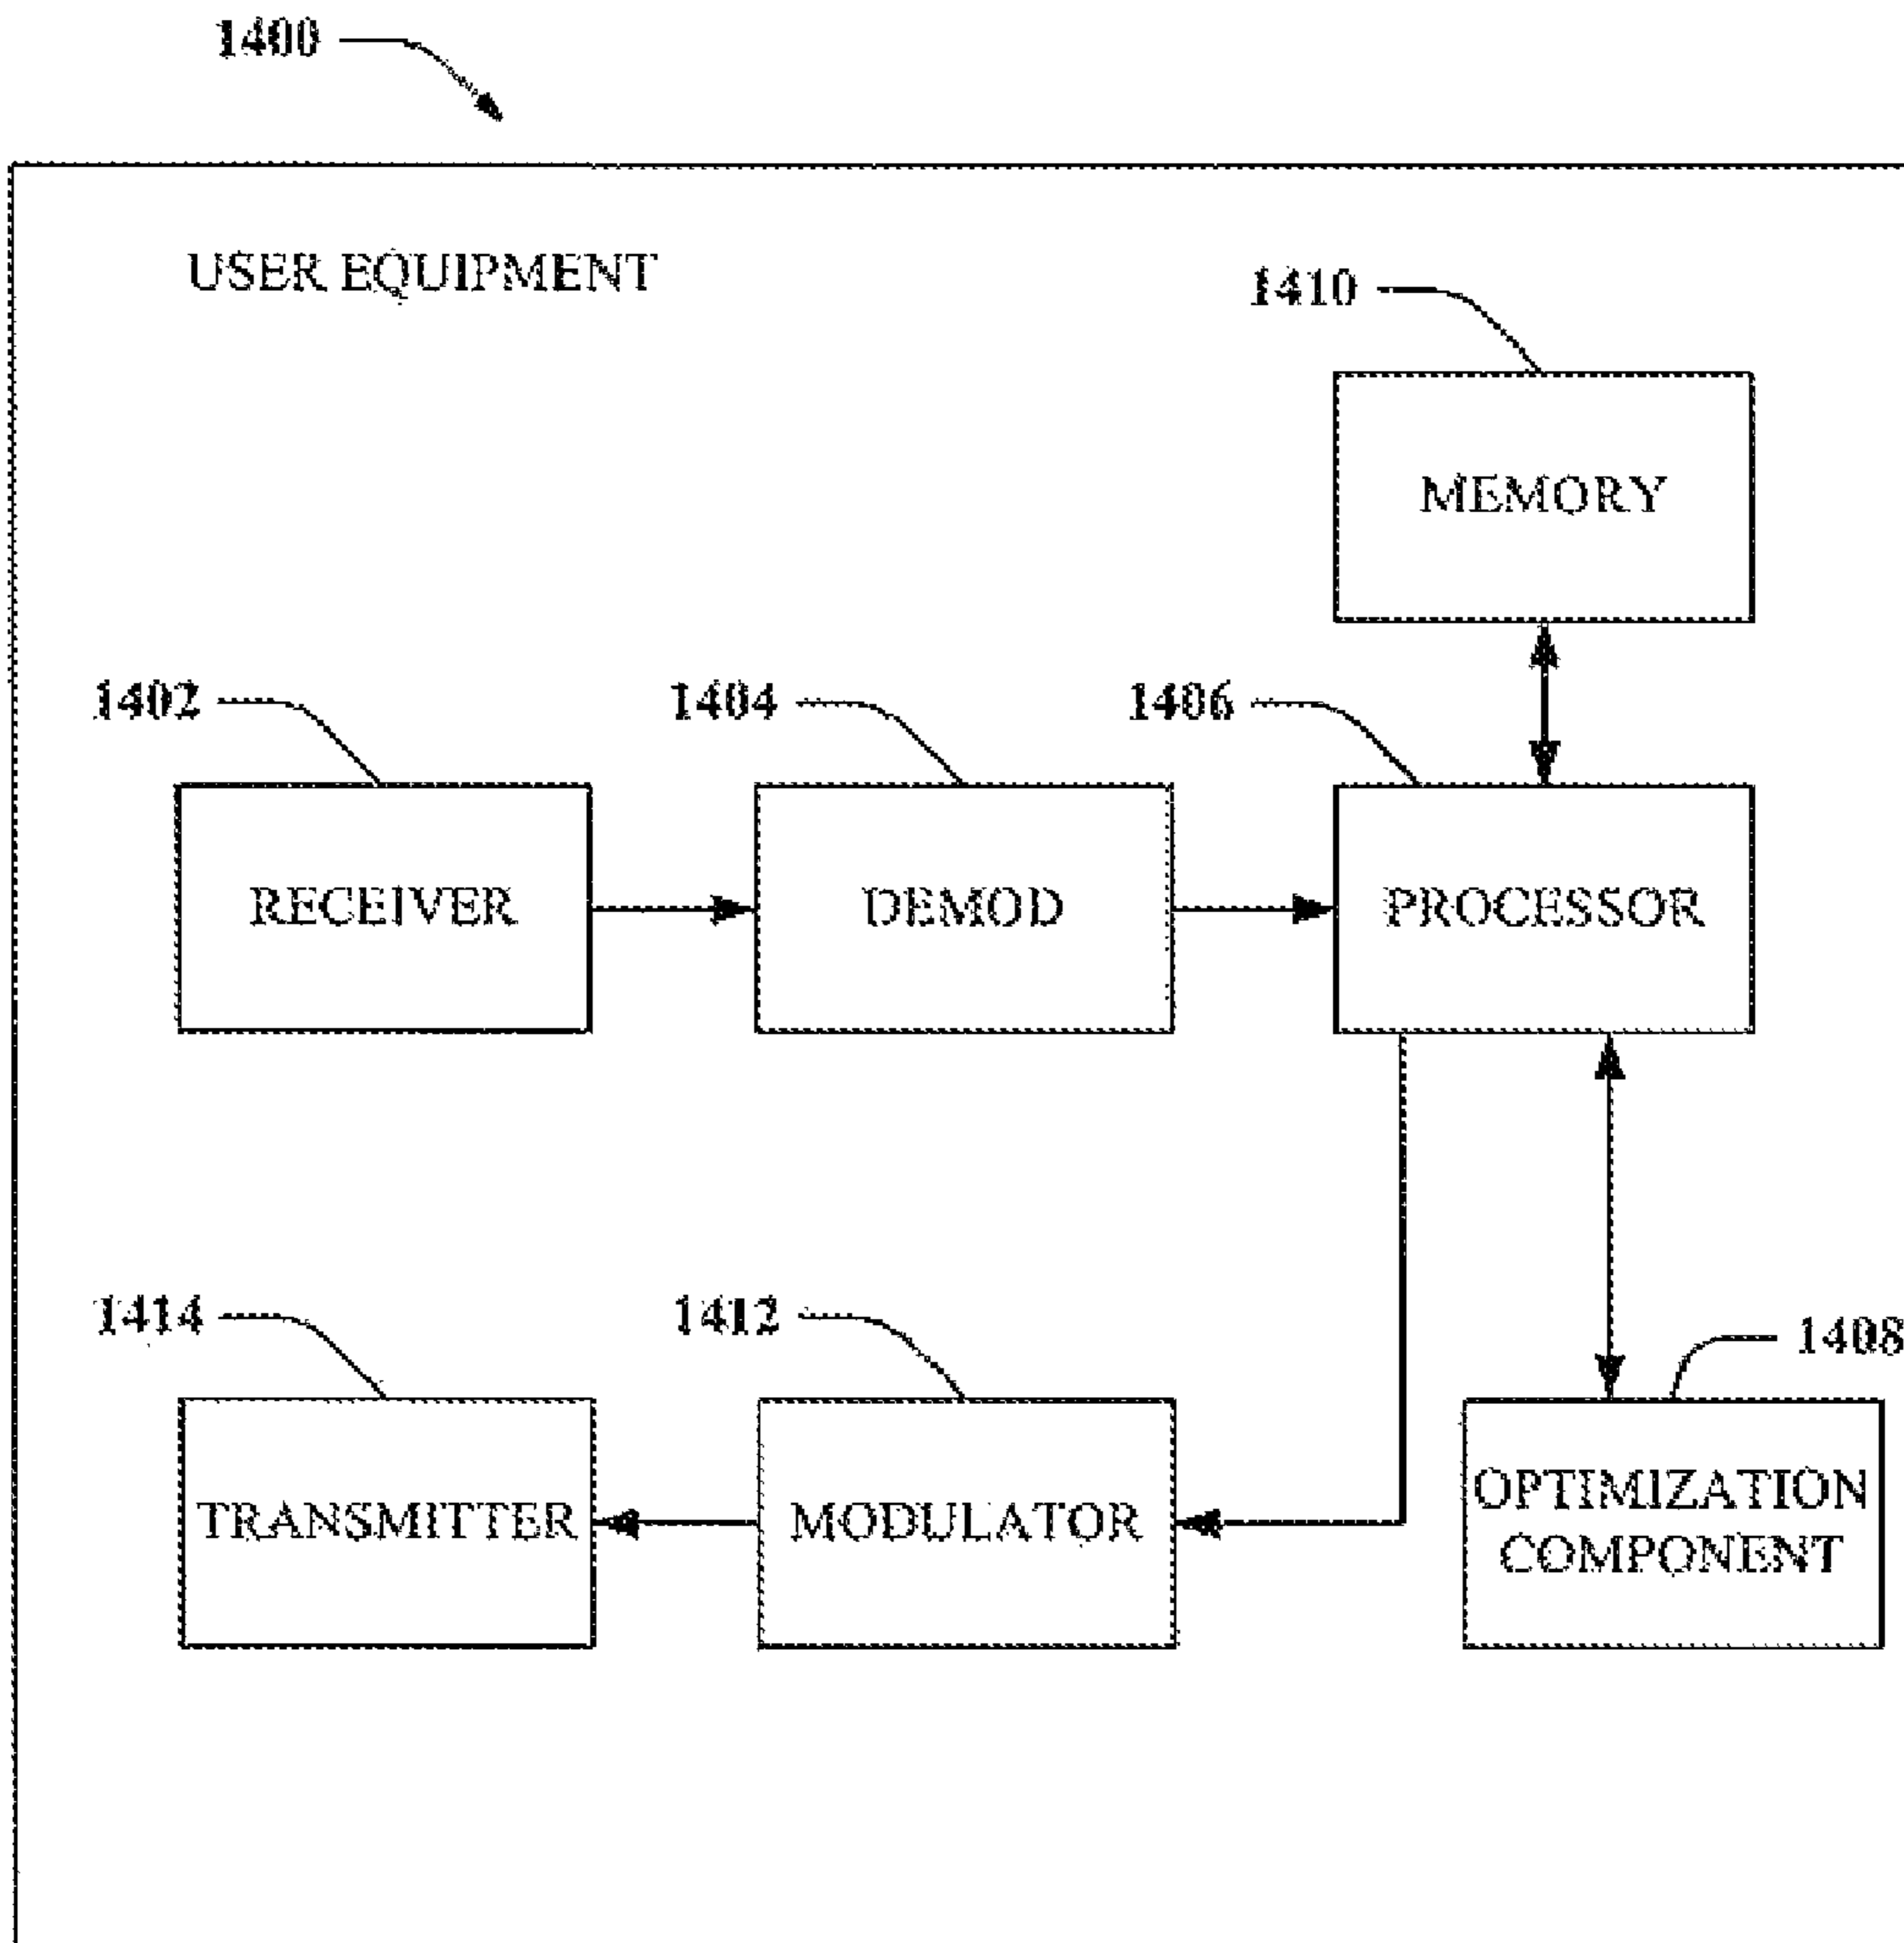 1400
USER EQUIPMENT
1410
MEMORY
1402
1404
1406
RECEIVER
DEMOD
PROCESSOR
1414
1412
1408
TRANSMITTER
MODULATOR
OPTIMIZATION
COMPONENT